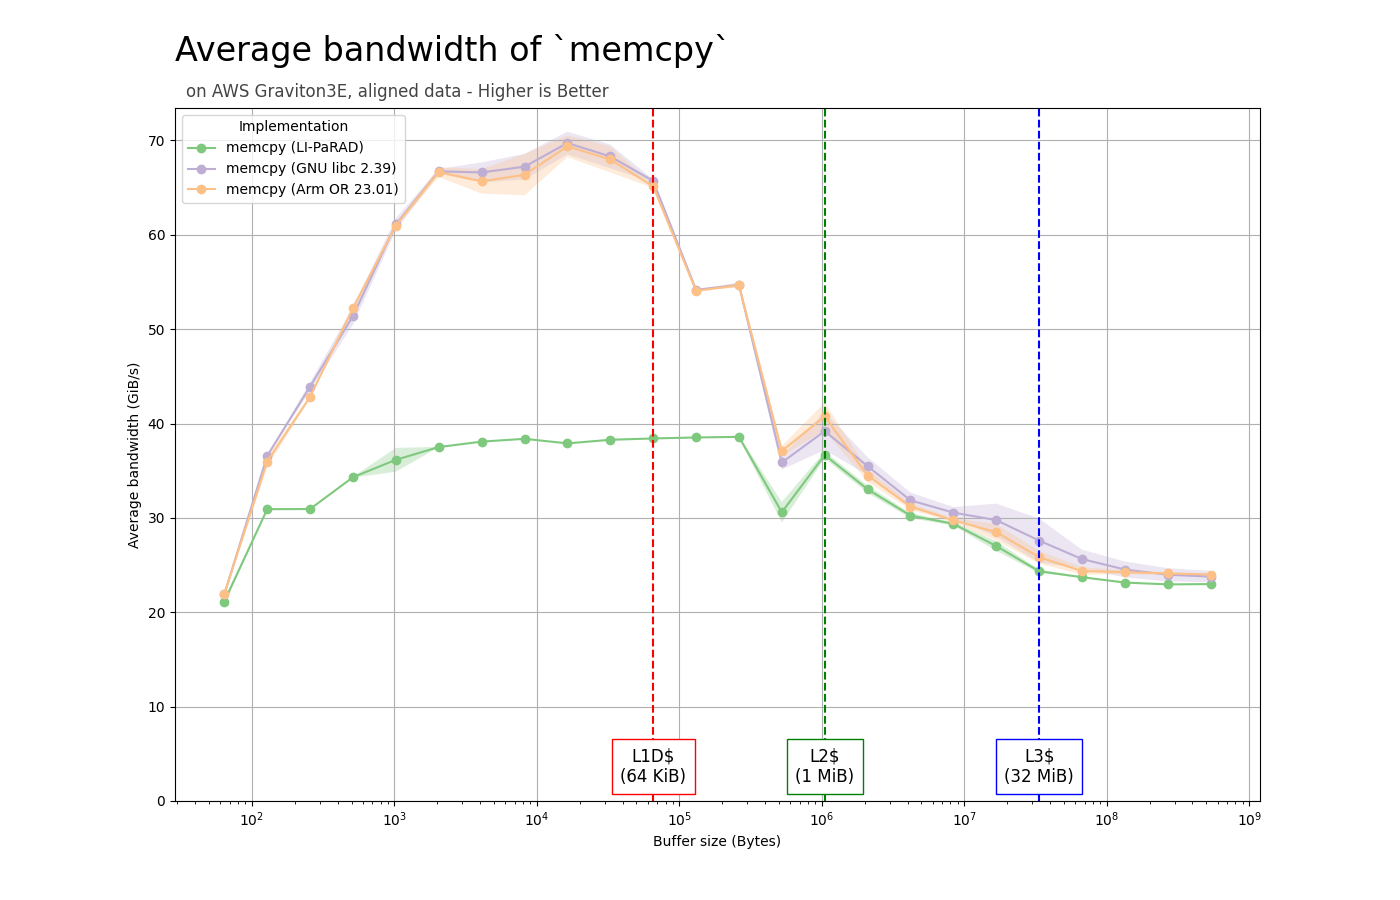 Average bandwidth of `memcpy`
on AWS Graviton3E, aligned data - Higher is Better
Implementation
memcpy (LI-PaRAD)
memcpy (GNU libc 2.39)
memcpy (Arm OR 23.01)
Average bandwidth (GiB/s)
70
60
50
40
30
20
10
0
L1D$
(64 KiB)
L2$
(1 MiB)
L3$
(32 MiB)
10² 10³ 10⁴ 10⁵ 10⁶ 10⁷ 10⁸ 10⁹
Buffer size (Bytes)